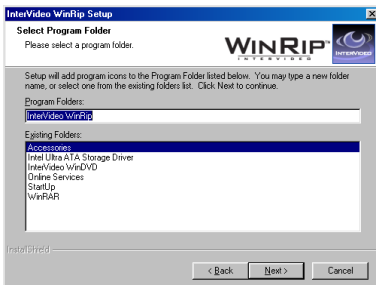 InterVideo WinRip Setup
Select Program Folder
Please select a program folder.
WINRIP
INTERVIDEO
INTERVIDEO
Setup will add program icons to the Program Folder listed below. You may type a new folder
name, or select one from the existing folders list. Click Next to continue.
Program Folders:
InterVideo WinRip
Existing Folders:
Accessories
Intel Ultra ATA Storage Driver
InterVideo WinDVD
Online Services
StartUp
WinRAR
InstallShield
< Back
Next >
Cancel